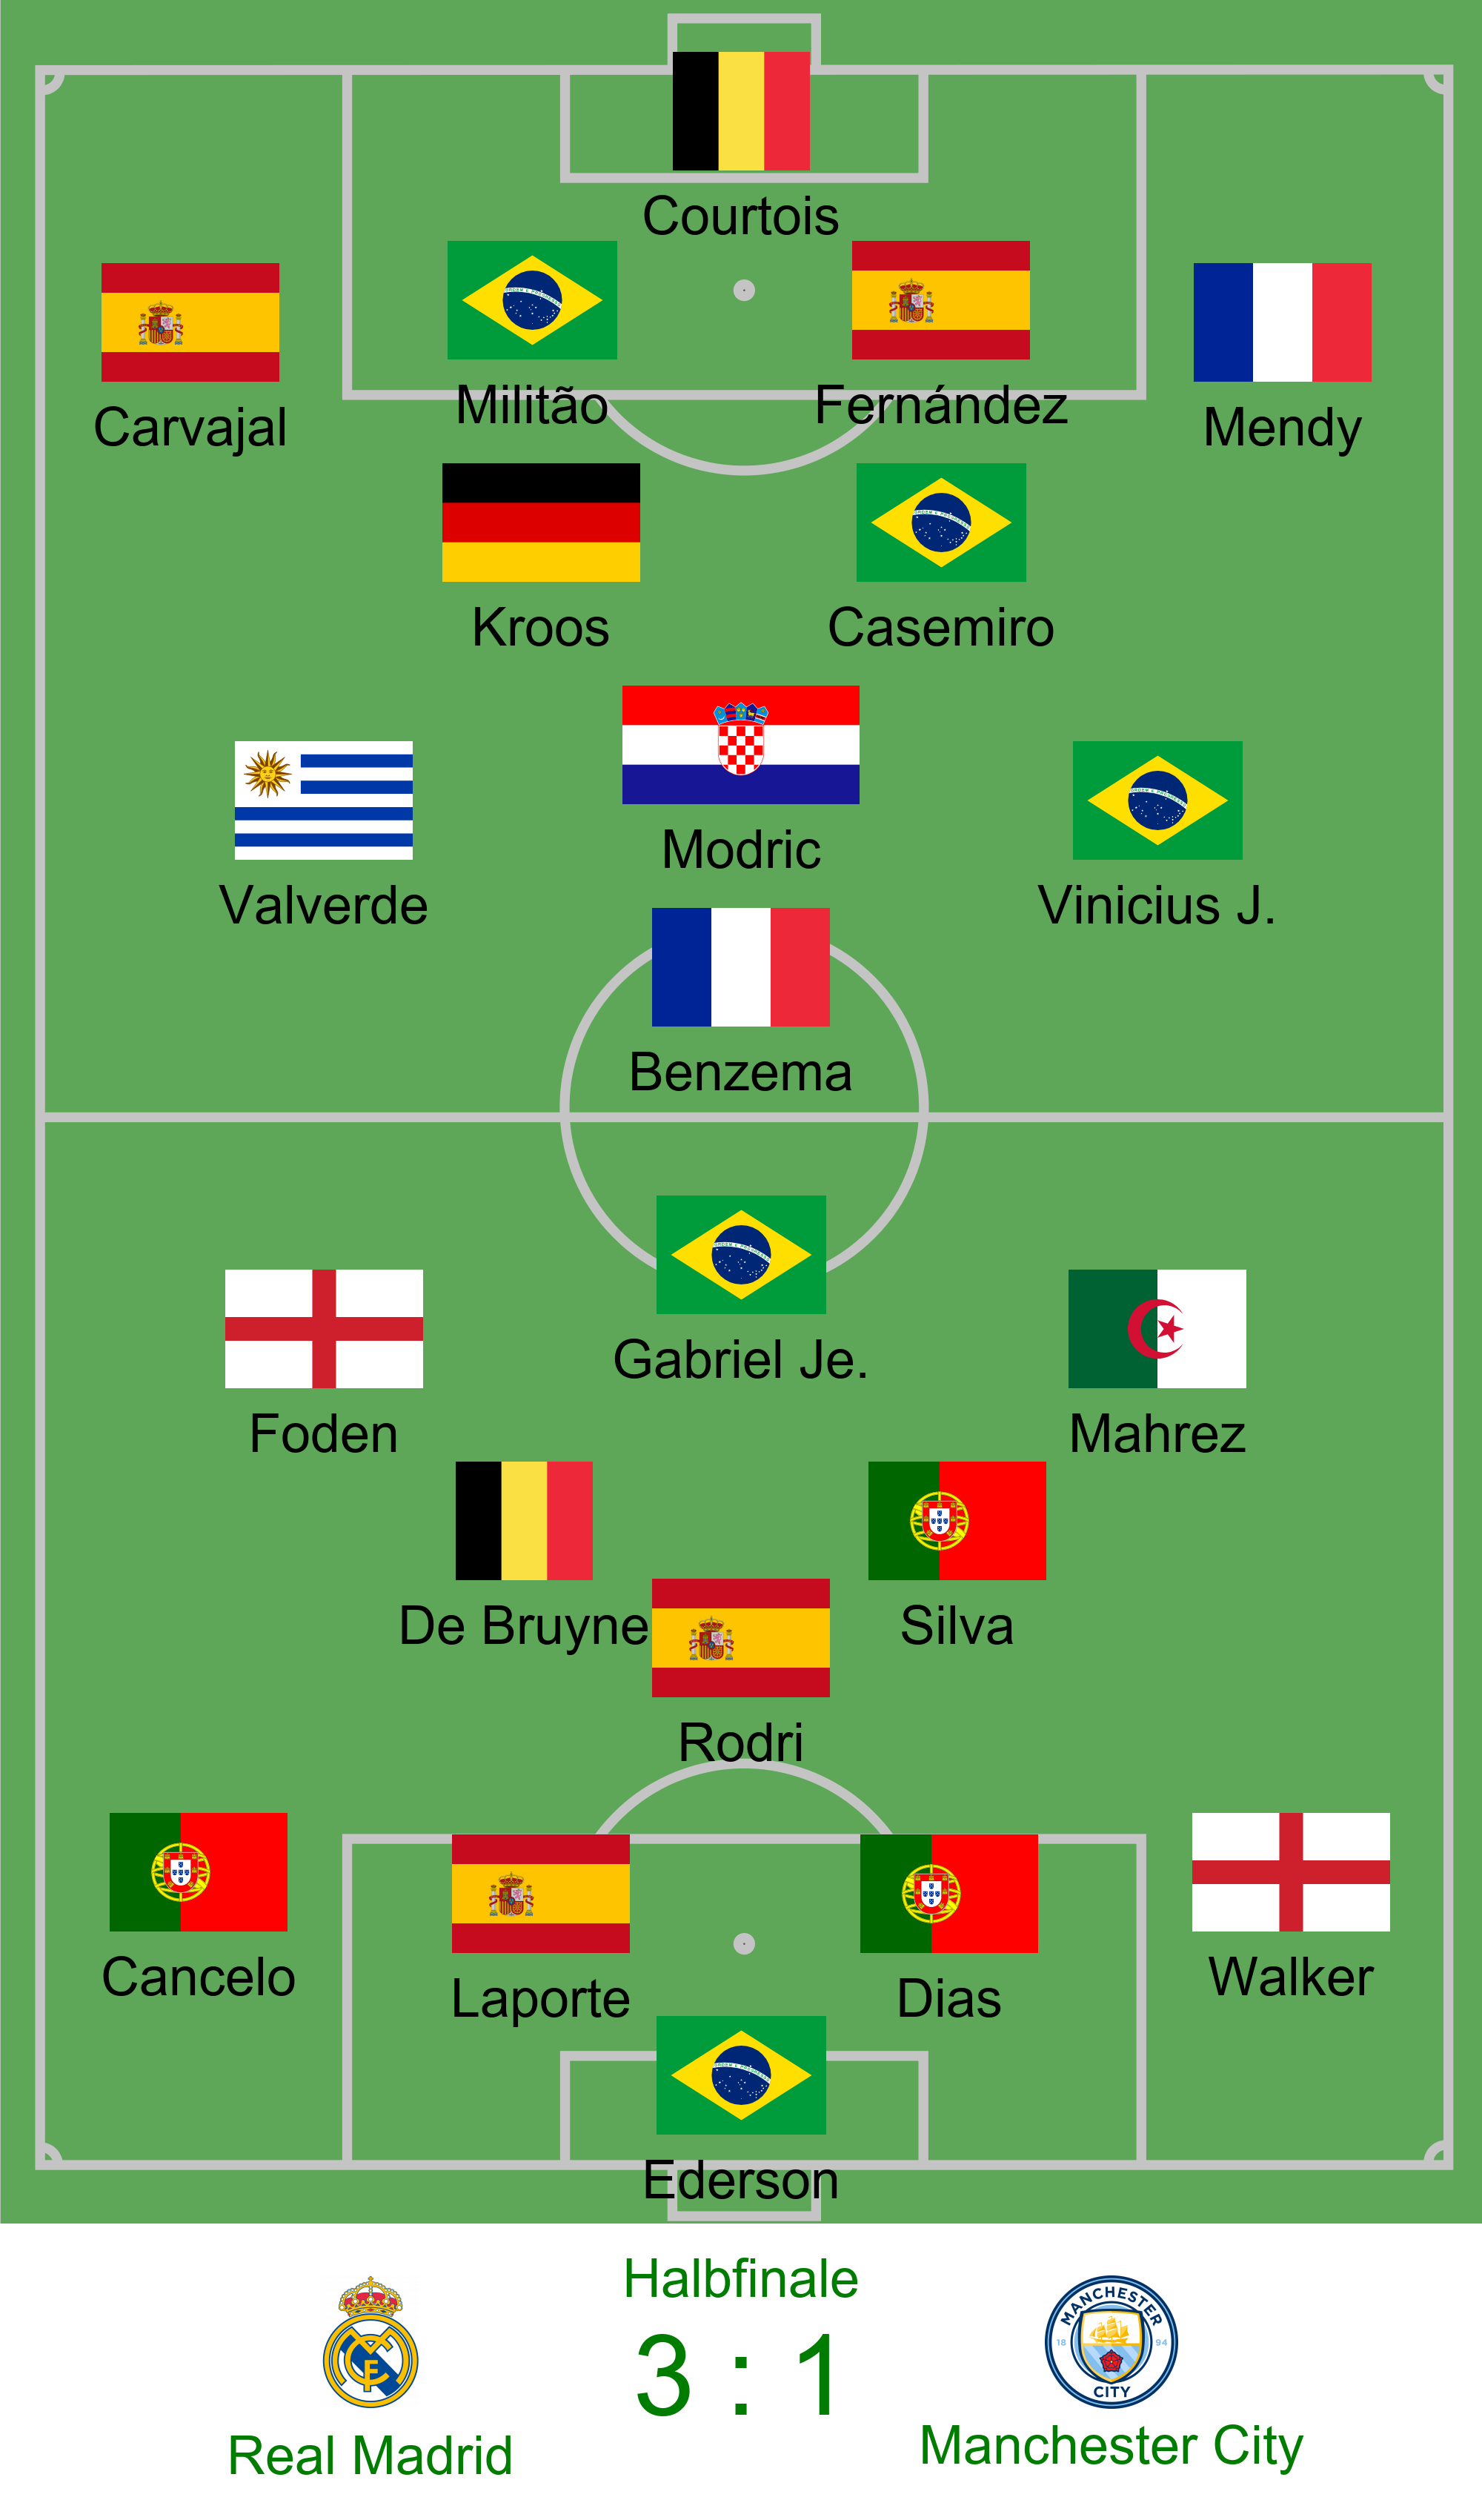 Courtois
Carvajal
Militão
Fernández
Mendy
Kroos
Casemiro
Valverde
Modric
Vinicius J.
Benzema
Gabriel Je.
Foden
Mahrez
De Bruyne
Silva
Rodri
Cancelo
Laporte
Dias
Walker
Ederson
Halbfinale
3 : 1
MANCHESTER
18 94
CITY
Real Madrid
Manchester City